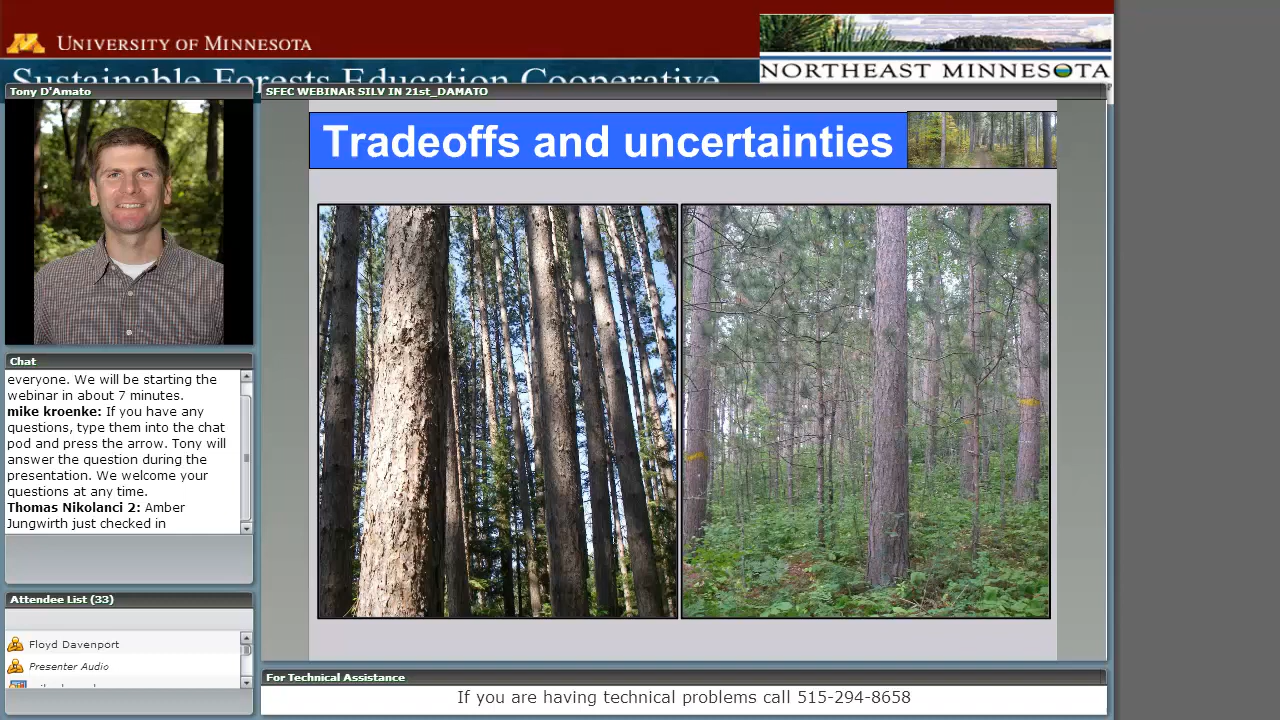 UNIVERSITY OF MINNESOTA
Sustainable Forests Education Cooperative
NORTHEAST MINNESOTA
Tony D'Amato
SFEC WEBINAR SILV IN 21st_DAMATO
Tradeoffs and uncertainties
Chat
everyone. We will be starting the
webinar in about 7 minutes.
mike kroenke: If you have any
questions, type them into the chat
pod and press the arrow. Tony will
answer the question during the
presentation. We welcome your
questions at any time.
Thomas Nikolanci 2: Amber
Jungwirth just checked in
Attendee List (33)
Floyd Davenport
Presenter Audio
For Technical Assistance
If you are having technical problems call 515-294-8658